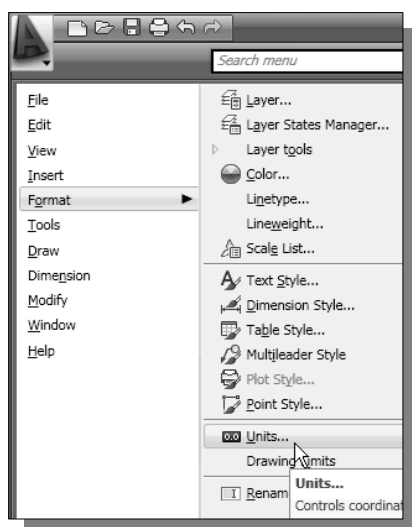 Search menu
File
Edit
View
Insert
Format
Tools
Draw
Dimension
Modify
Window
Help
Layer...
Layer States Manager...
Layer tools
Color...
Linetype...
Lineweight...
Scale List...
Text Style...
Dimension Style...
Table Style...
Multileader Style
Plot Style...
Point Style...
0.0 Units...
Drawing Limits
Renam
Units...
Controls coordinat